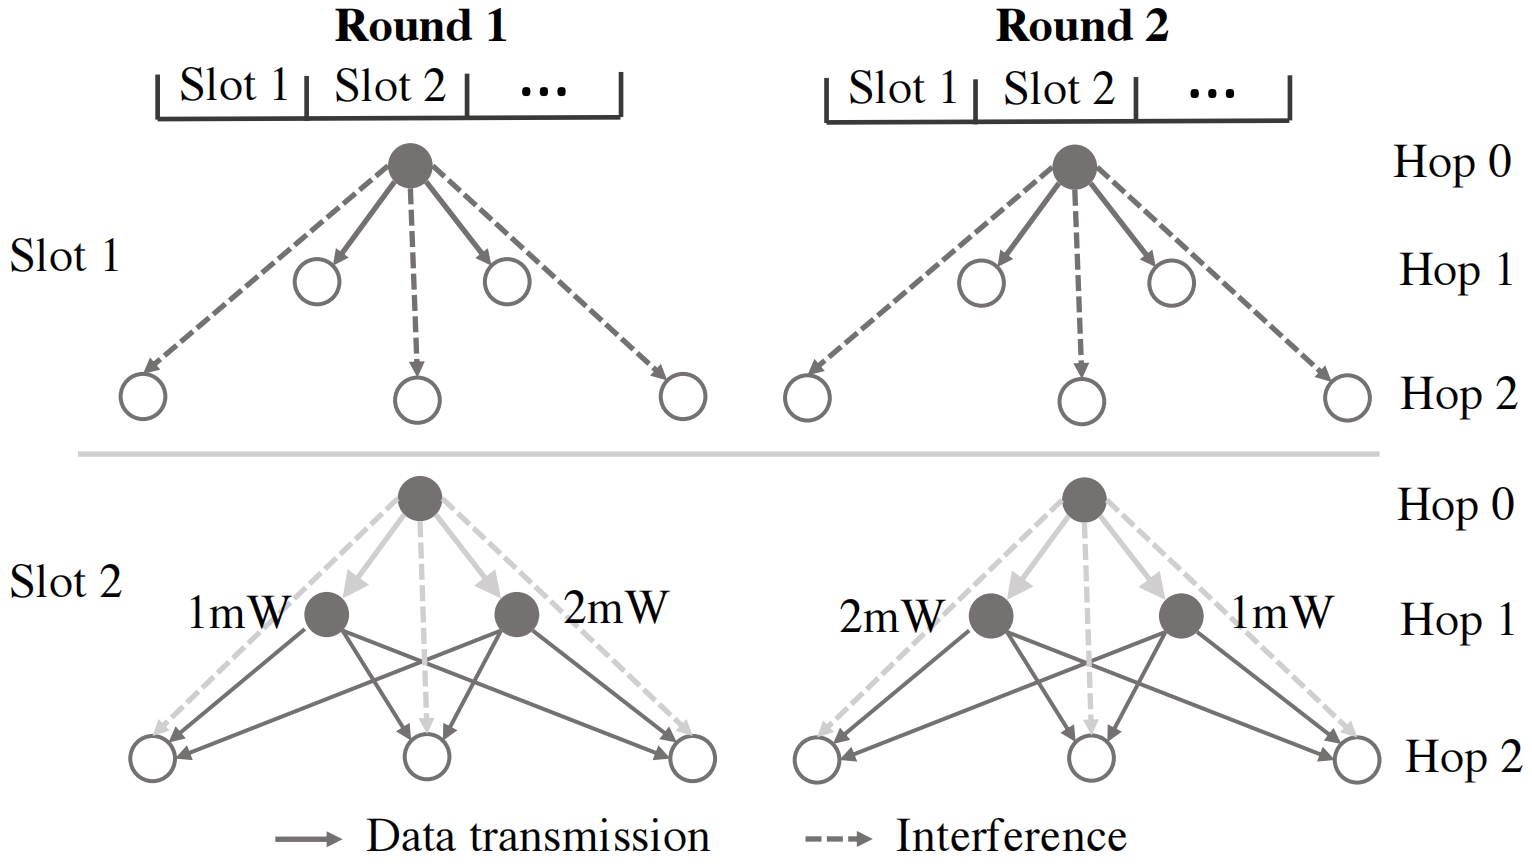 Round 1
Round 2
Slot 1
Slot 2
...
Slot 1
Slot 2
...
Hop 0
Slot 1
Hop 1
Hop 2
Hop 0
Slot 2
1mW
2mW
2mW
1mW
Hop 1
Hop 2
Data transmission
Interference